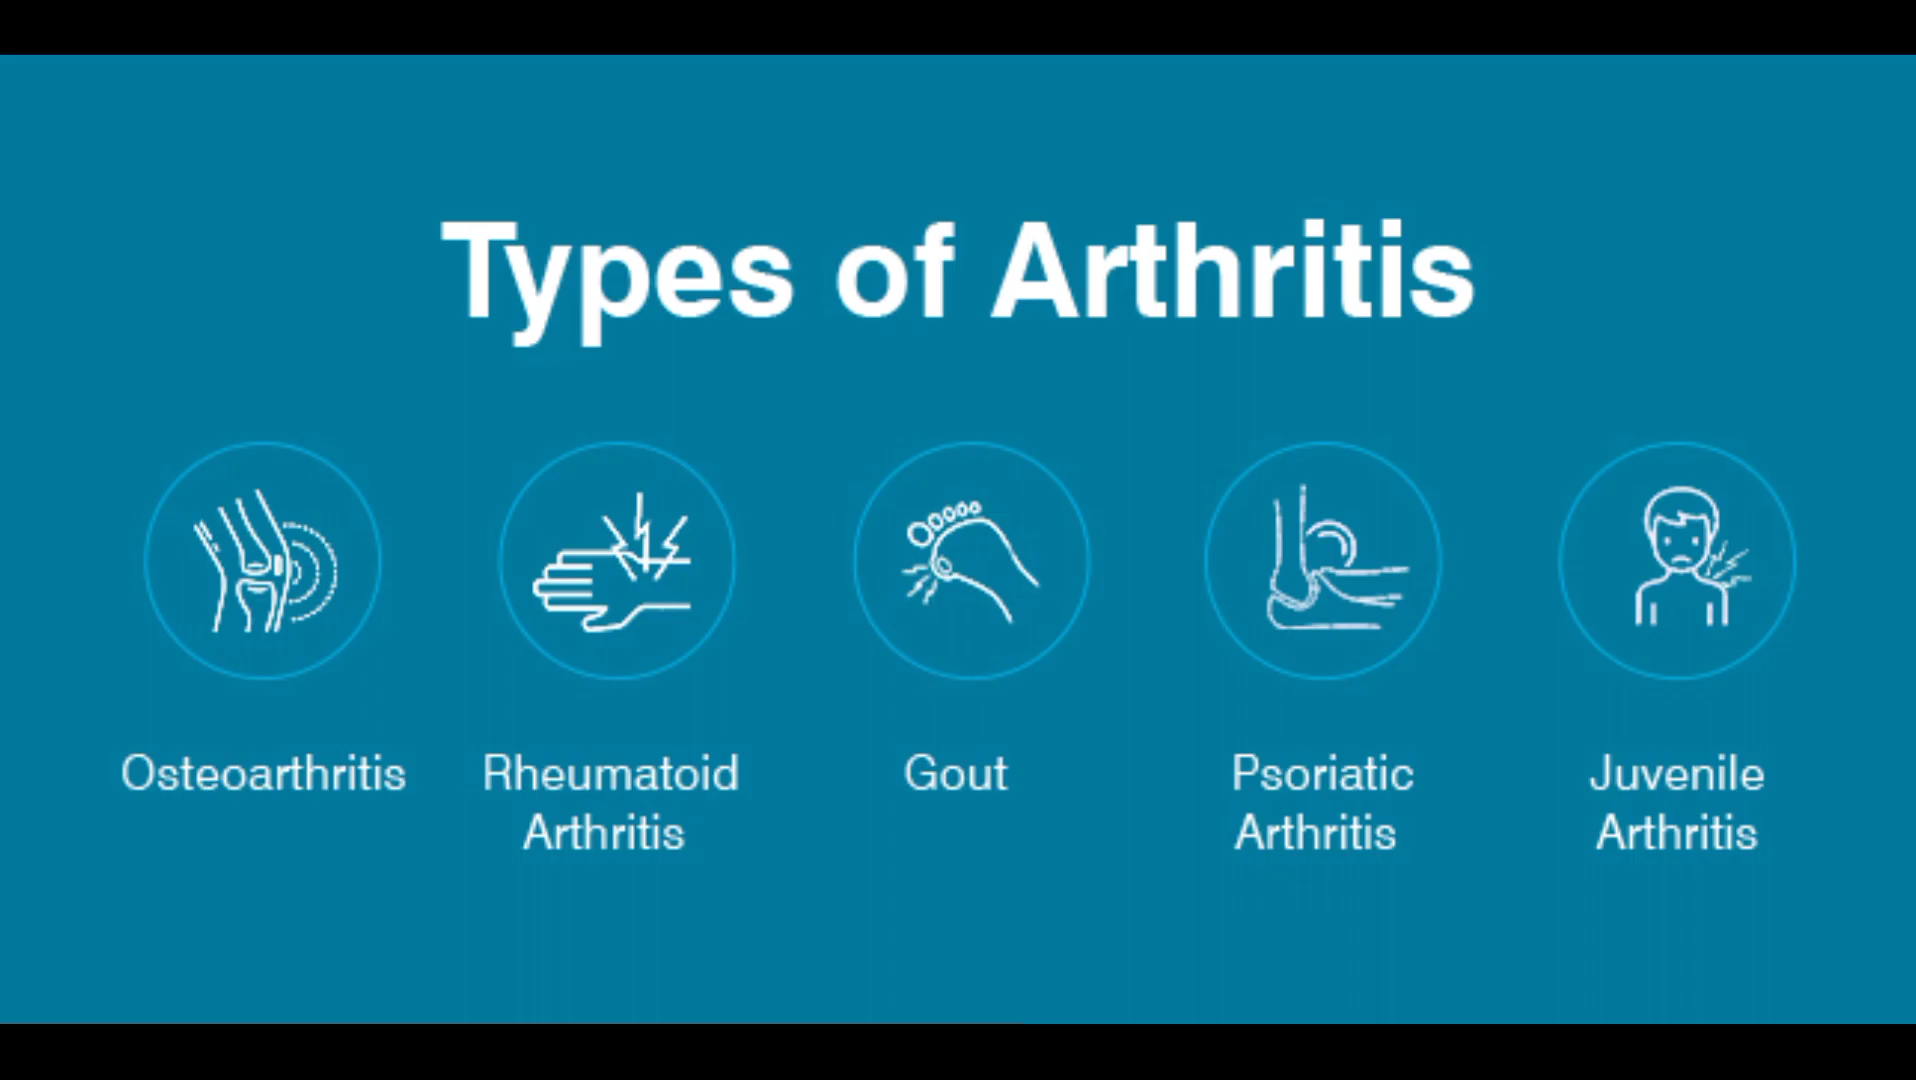 Types of Arthritis
Osteoarthritis
Rheumatoid
Arthritis
Gout
Psoriatic
Arthritis
Juvenile
Arthritis